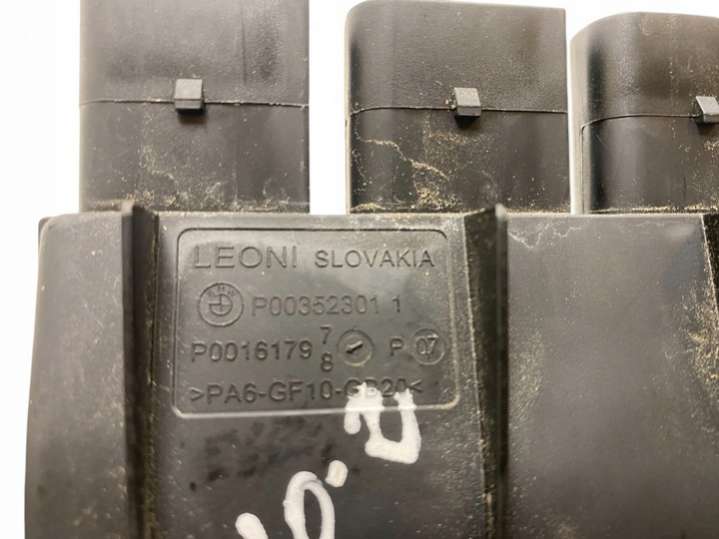 LEONI SLOVAKIA
P00352301 1
P0016179 7 8 P 07
>PA6-GF10-GB20<